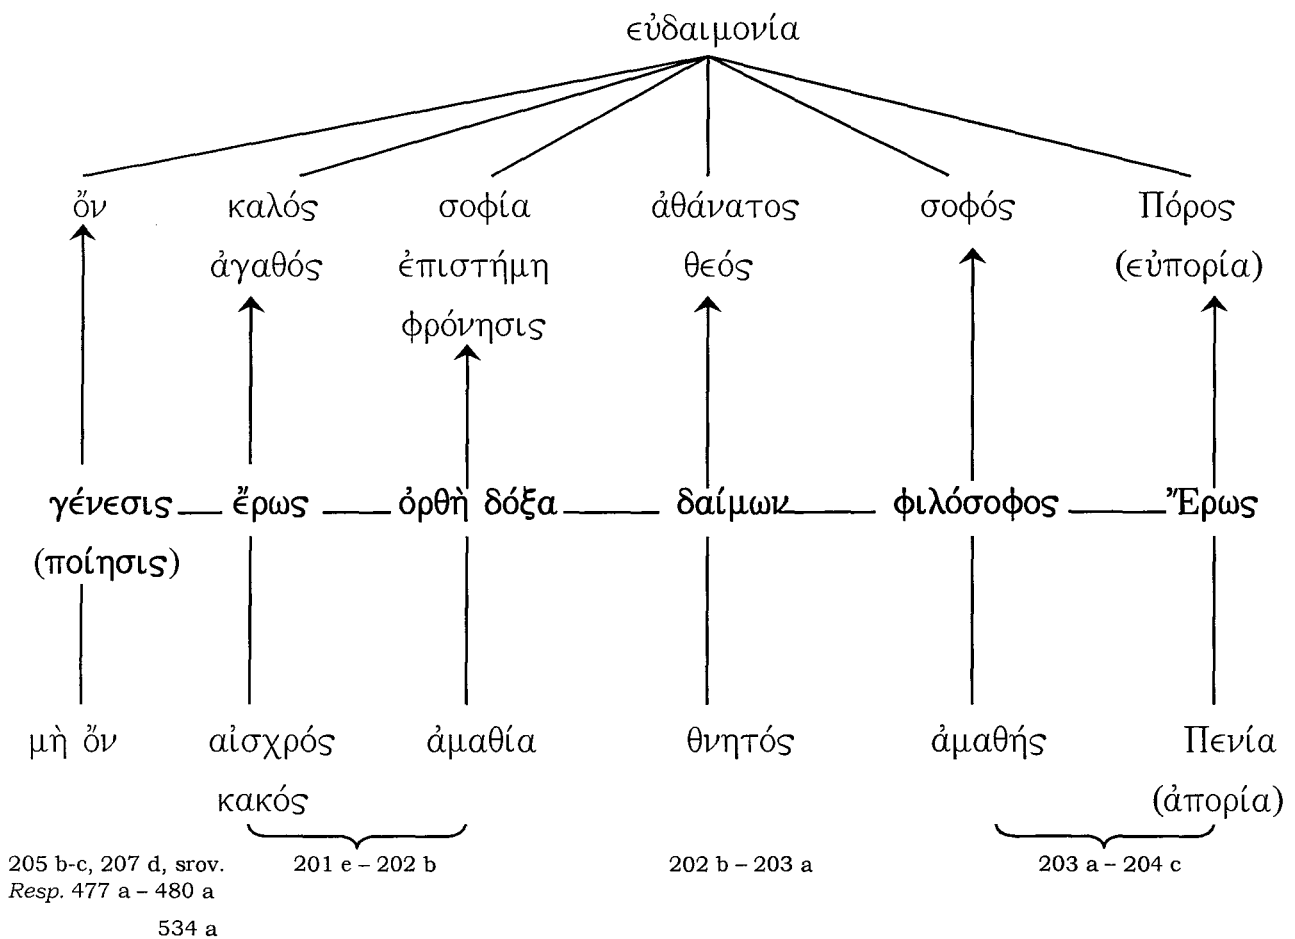 εὐδαιμονία
ὄν καλός σοφία ἀθάνατος σοφός Πόρος
ἀγαθός ἐπιστήμη θεός (εὐπορία)
φρόνησις
γένεσις ἔρως ὀρθὴ δόξα δαίμων φιλόσοφος Ἔρως
(ποίησις)
μὴ ὄν αἰσχρός ἀμαθία θνητός ἀμαθής Πενία
κακός (ἀπορία)
205 b-c, 207 d, srov. 201 e – 202 b 202 b – 203 a 203 a – 204 c
Resp. 477 a – 480 a
534 a